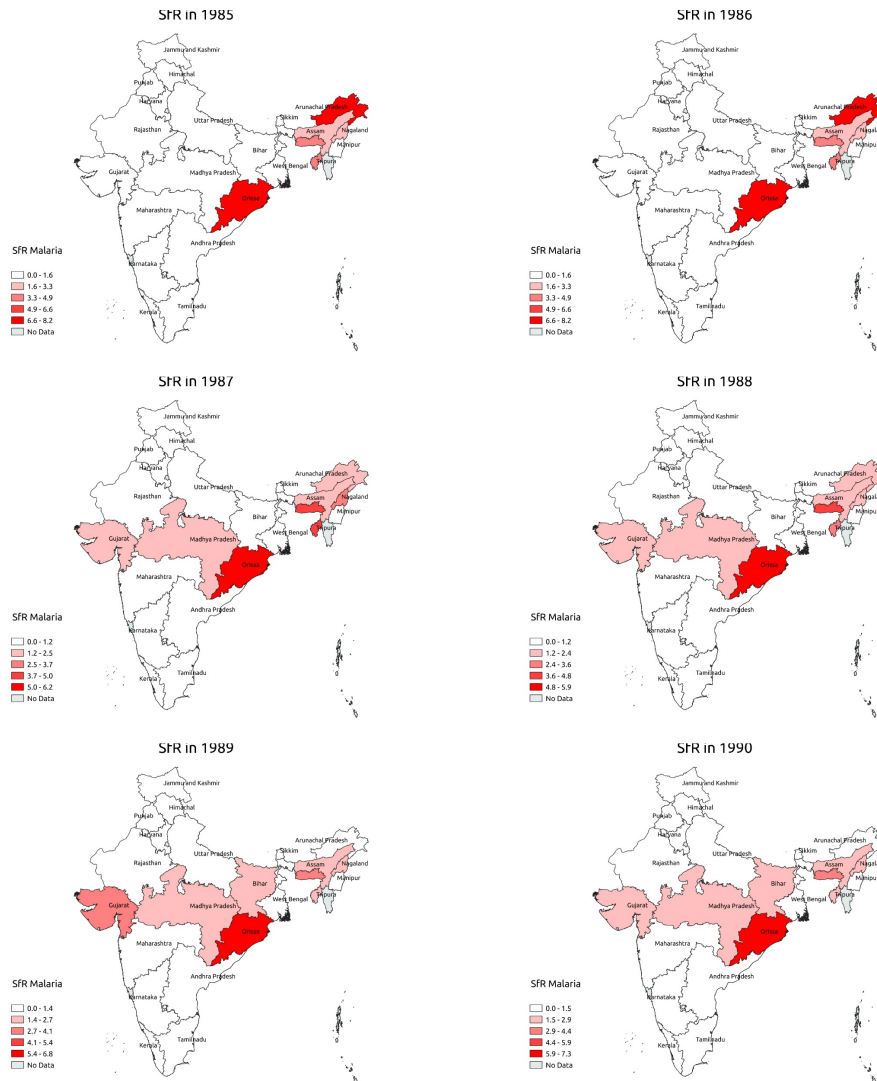 SfR in 1985
Jammu and Kashmir
Himachal
Punjab
Haryana
Arunachal Pradesh
Uttar Pradesh
Sikkim
Rajasthan
Assam
Nagaland
Bihar
Manipur
West Bengal
Tripura
Gujarat
Madhya Pradesh
Orissa
Maharashtra
Andhra Pradesh
Karnataka
Tamilnadu
Kerala
SfR Malaria
0.0 - 1.6
1.6 - 3.3
3.3 - 4.9
4.9 - 6.6
6.6 - 8.2
No Data
SfR in 1986
Jammu and Kashmir
Himachal
Punjab
Haryana
Arunachal Pradesh
Uttar Pradesh
Sikkim
Rajasthan
Assam
Nagaland
Bihar
Manipur
West Bengal
Tripura
Gujarat
Madhya Pradesh
Orissa
Maharashtra
Andhra Pradesh
Karnataka
Tamilnadu
Kerala
SfR Malaria
0.0 - 1.6
1.6 - 3.3
3.3 - 4.9
4.9 - 6.6
6.6 - 8.2
No Data
SfR in 1987
Jammu and Kashmir
Himachal
Punjab
Haryana
Arunachal Pradesh
Uttar Pradesh
Sikkim
Rajasthan
Assam
Nagaland
Bihar
Manipur
West Bengal
Tripura
Gujarat
Madhya Pradesh
Orissa
Maharashtra
Andhra Pradesh
Karnataka
Tamilnadu
Kerala
SfR Malaria
0.0 - 1.2
1.2 - 2.5
2.5 - 3.7
3.7 - 5.0
5.0 - 6.2
No Data
SfR in 1988
Jammu and Kashmir
Himachal
Punjab
Haryana
Arunachal Pradesh
Uttar Pradesh
Sikkim
Rajasthan
Assam
Nagaland
Bihar
Manipur
West Bengal
Tripura
Gujarat
Madhya Pradesh
Orissa
Maharashtra
Andhra Pradesh
Karnataka
Tamilnadu
Kerala
SfR Malaria
0.0 - 1.2
1.2 - 2.4
2.4 - 3.6
3.6 - 4.8
4.8 - 5.9
No Data
SfR in 1989
Jammu and Kashmir
Himachal
Punjab
Haryana
Arunachal Pradesh
Uttar Pradesh
Sikkim
Rajasthan
Assam
Nagaland
Bihar
Manipur
West Bengal
Tripura
Gujarat
Madhya Pradesh
Orissa
Maharashtra
Andhra Pradesh
Karnataka
Tamilnadu
Kerala
SfR Malaria
0.0 - 1.4
1.4 - 2.7
2.7 - 4.1
4.1 - 5.4
5.4 - 6.8
No Data
SfR in 1990
Jammu and Kashmir
Himachal
Punjab
Haryana
Arunachal Pradesh
Uttar Pradesh
Sikkim
Rajasthan
Assam
Nagaland
Bihar
Manipur
West Bengal
Tripura
Gujarat
Madhya Pradesh
Orissa
Maharashtra
Andhra Pradesh
Karnataka
Tamilnadu
Kerala
SfR Malaria
0.0 - 1.5
1.5 - 2.9
2.9 - 4.4
4.4 - 5.9
5.9 - 7.3
No Data